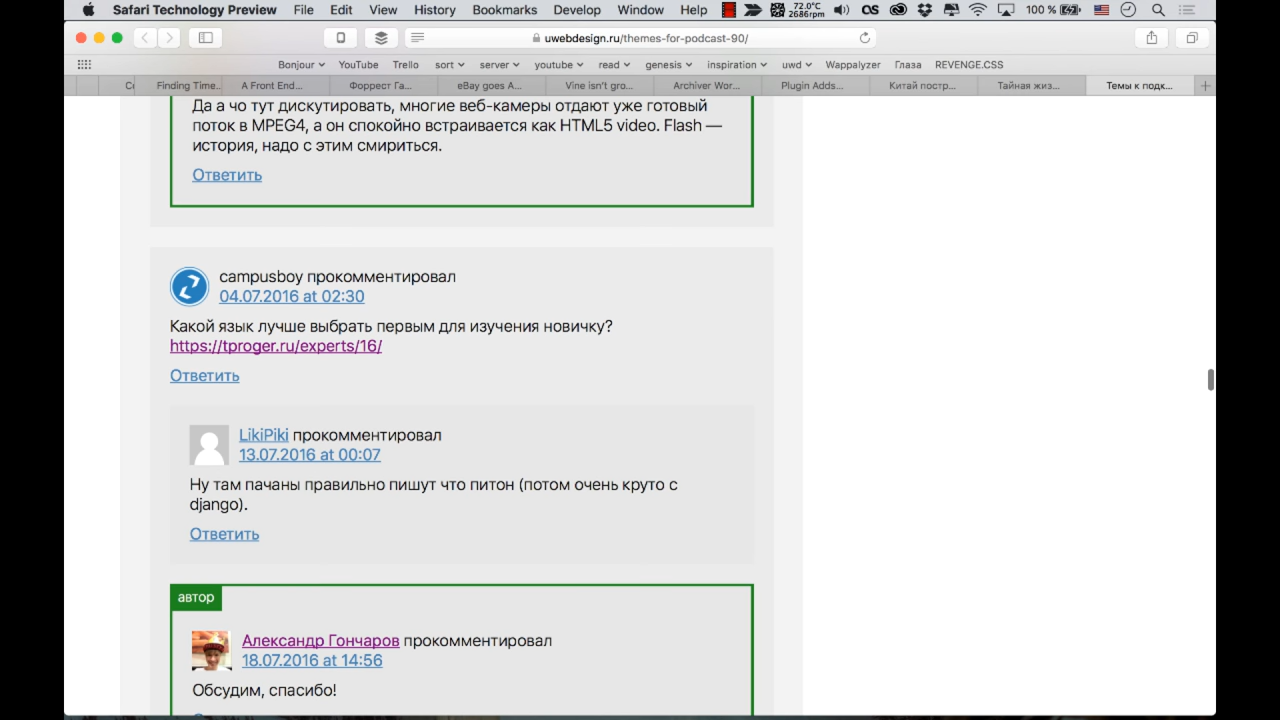 Safari Technology Preview File Edit View History Bookmarks Develop Window Help 72.0°C 2686rpm 100 %
uwebdesign.ru/themes-for-podcast-90/
Bonjour YouTube Trello sort server youtube read genesis inspiration uwd Wappalyzer Глаза REVENGE.CSS
Finding Time... A Front End... Форрест Га... eBay goes A... Vine isn't gro... Archiver Wor... Plugin Adds... Китай постр... Тайная жиз... Темы к подк...
Да а чо тут дискутировать, многие веб-камеры отдают уже готовый
поток в MPEG4, а он спокойно встраивается как HTML5 video. Flash —
история, надо с этим смириться.
Ответить
campusboy прокомментировал
04.07.2016 at 02:30
Какой язык лучше выбрать первым для изучения новичку?
https://tproger.ru/experts/16/
Ответить
LikiPiki прокомментировал
13.07.2016 at 00:07
Ну там пачаны правильно пишут что питон (потом очень круто с
django).
Ответить
автор
Александр Гончаров прокомментировал
18.07.2016 at 14:56
Обсудим, спасибо!